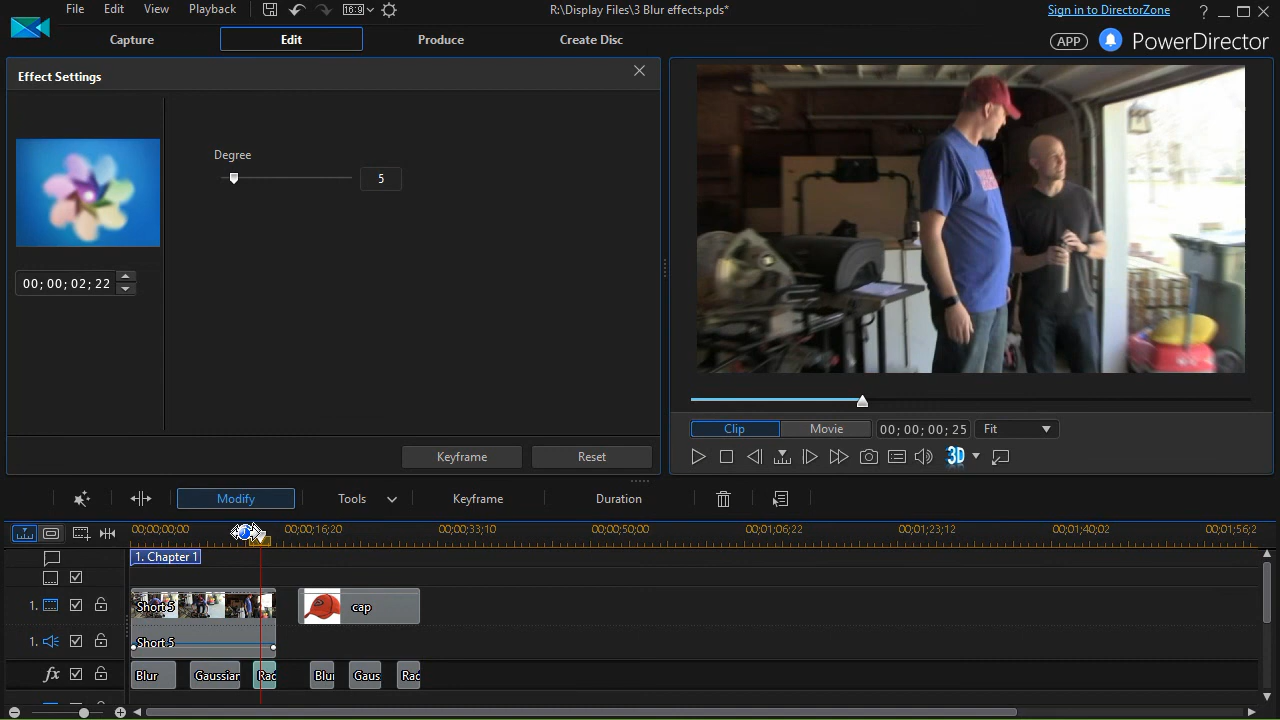 File Edit View Playback 16:9 R:\Display Files\3 Blur effects.pds* Sign in to DirectorZone ?
Capture Edit Produce Create Disc APP PowerDirector
Effect Settings
Degree
5
00; 00; 02; 22
Keyframe Reset
Clip Movie 00; 00; 00; 25 Fit
3D
Modify Tools Keyframe Duration
00;00;00;00 00;00;16;20 00;00;33;10 00;00;50;00 00;01;06;22 00;01;23;12 00;01;40;02 00;01;56;2
1. Chapter 1
1. Short 5 cap
1. Short 5
fx Blur Gaussian Rad Blur Gaus Rad